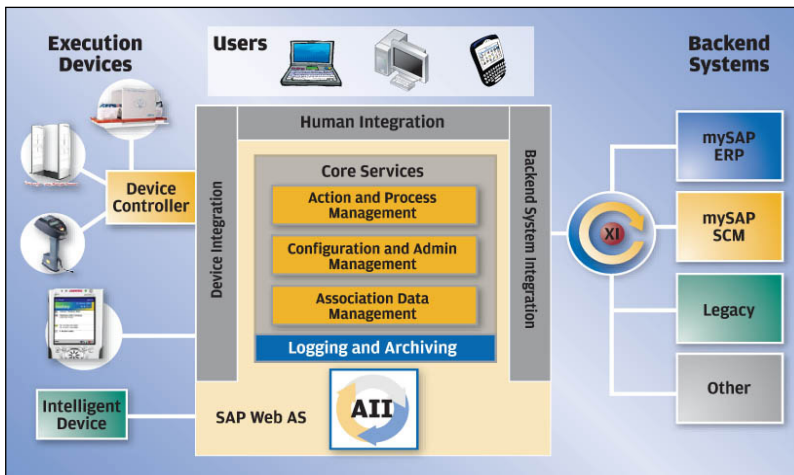 Execution
Devices
Users
Backend
Systems
Human Integration
Device Integration
Backend System Integration
Core Services
Action and Process
Management
Configuration and Admin
Management
Association Data
Management
Logging and Archiving
Device
Controller
Intelligent
Device
SAP Web AS
AII
XI
mySAP
ERP
mySAP
SCM
Legacy
Other